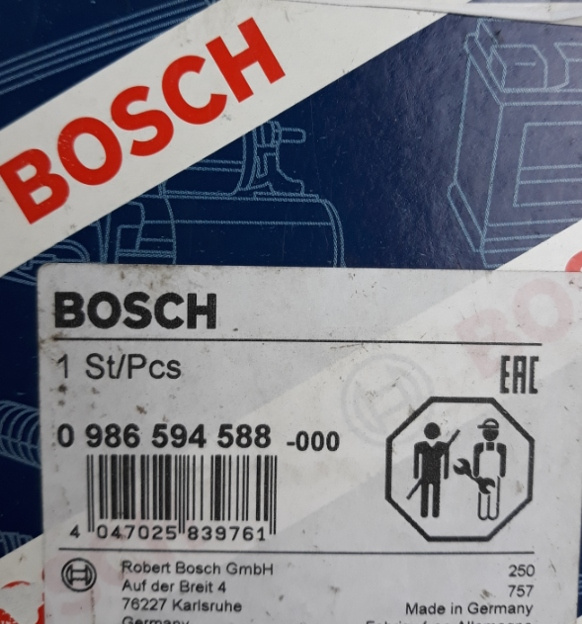 BOSCH
BOSCH
1 St/Pcs
EAC
0 986 594 588 -000
4 047025 839761
Robert Bosch GmbH
250
Auf der Breit 4
757
76227 Karlsruhe
Made in Germany
Germany